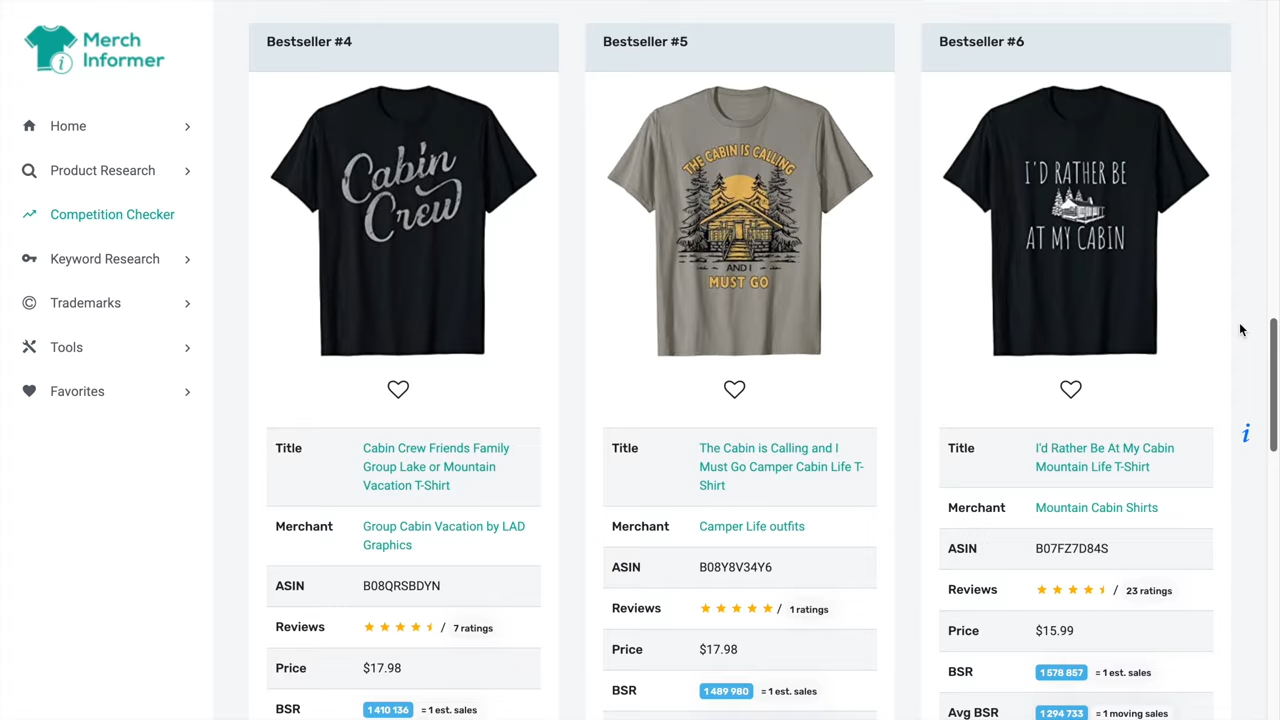 Merch
Informer
Home
Product Research
Competition Checker
Keyword Research
Trademarks
Tools
Favorites
Bestseller #4
Cabin
Crew
Title
Cabin Crew Friends Family
Group Lake or Mountain
Vacation T-Shirt
Merchant
Group Cabin Vacation by LAD
Graphics
ASIN
B08QRSBDYN
Reviews
/ 7 ratings
Price
$17.98
BSR
1 410 136 = 1 est. sales
Bestseller #5
THE CABIN IS CALLING
AND I
MUST GO
Title
The Cabin is Calling and I
Must Go Camper Cabin Life T-
Shirt
Merchant
Camper Life outfits
ASIN
B08Y8V34Y6
Reviews
/ 1 ratings
Price
$17.98
BSR
1 489 980 = 1 est. sales
Bestseller #6
I'D RATHER BE
AT MY CABIN
Title
I'd Rather Be At My Cabin
Mountain Life T-Shirt
Merchant
Mountain Cabin Shirts
ASIN
B07FZ7D84S
Reviews
/ 23 ratings
Price
$15.99
BSR
1 578 857 = 1 est. sales
Avg BSR
1 294 733 = 1 moving sales
i